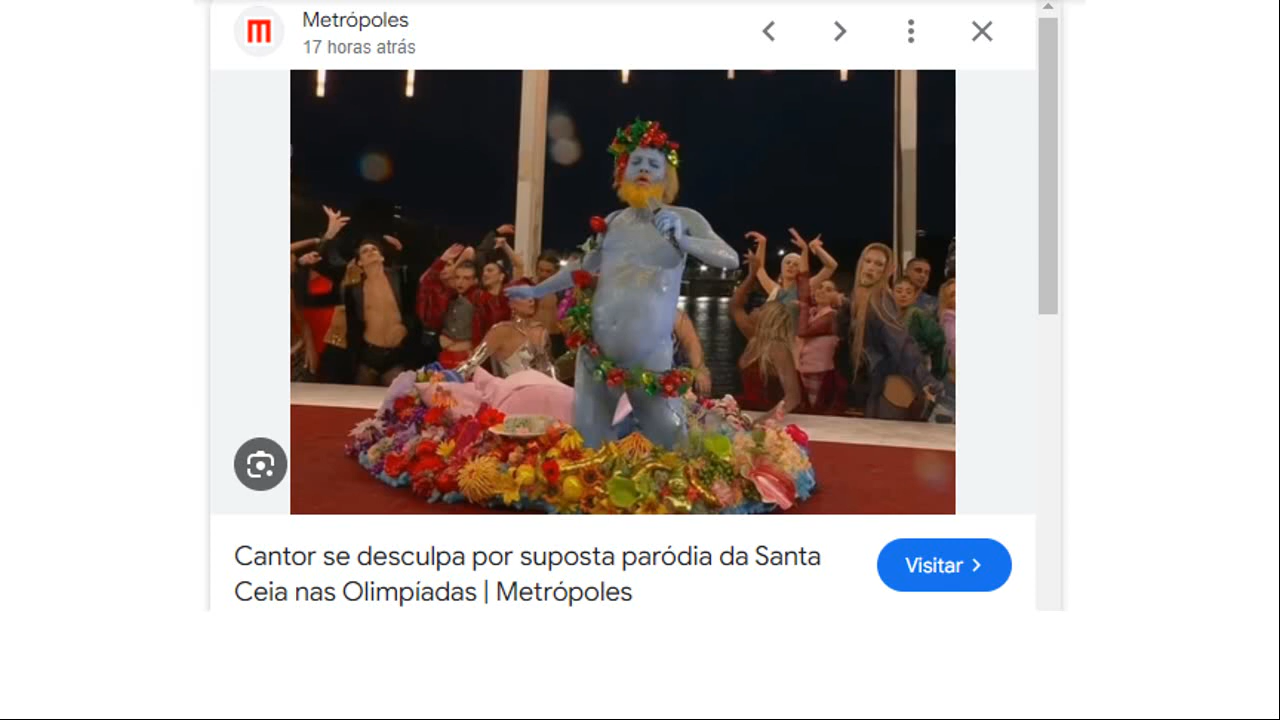 Metrópoles
17 horas atrás
Cantor se desculpa por suposta paródia da Santa
Ceia nas Olimpíadas | Metrópoles
Visitar